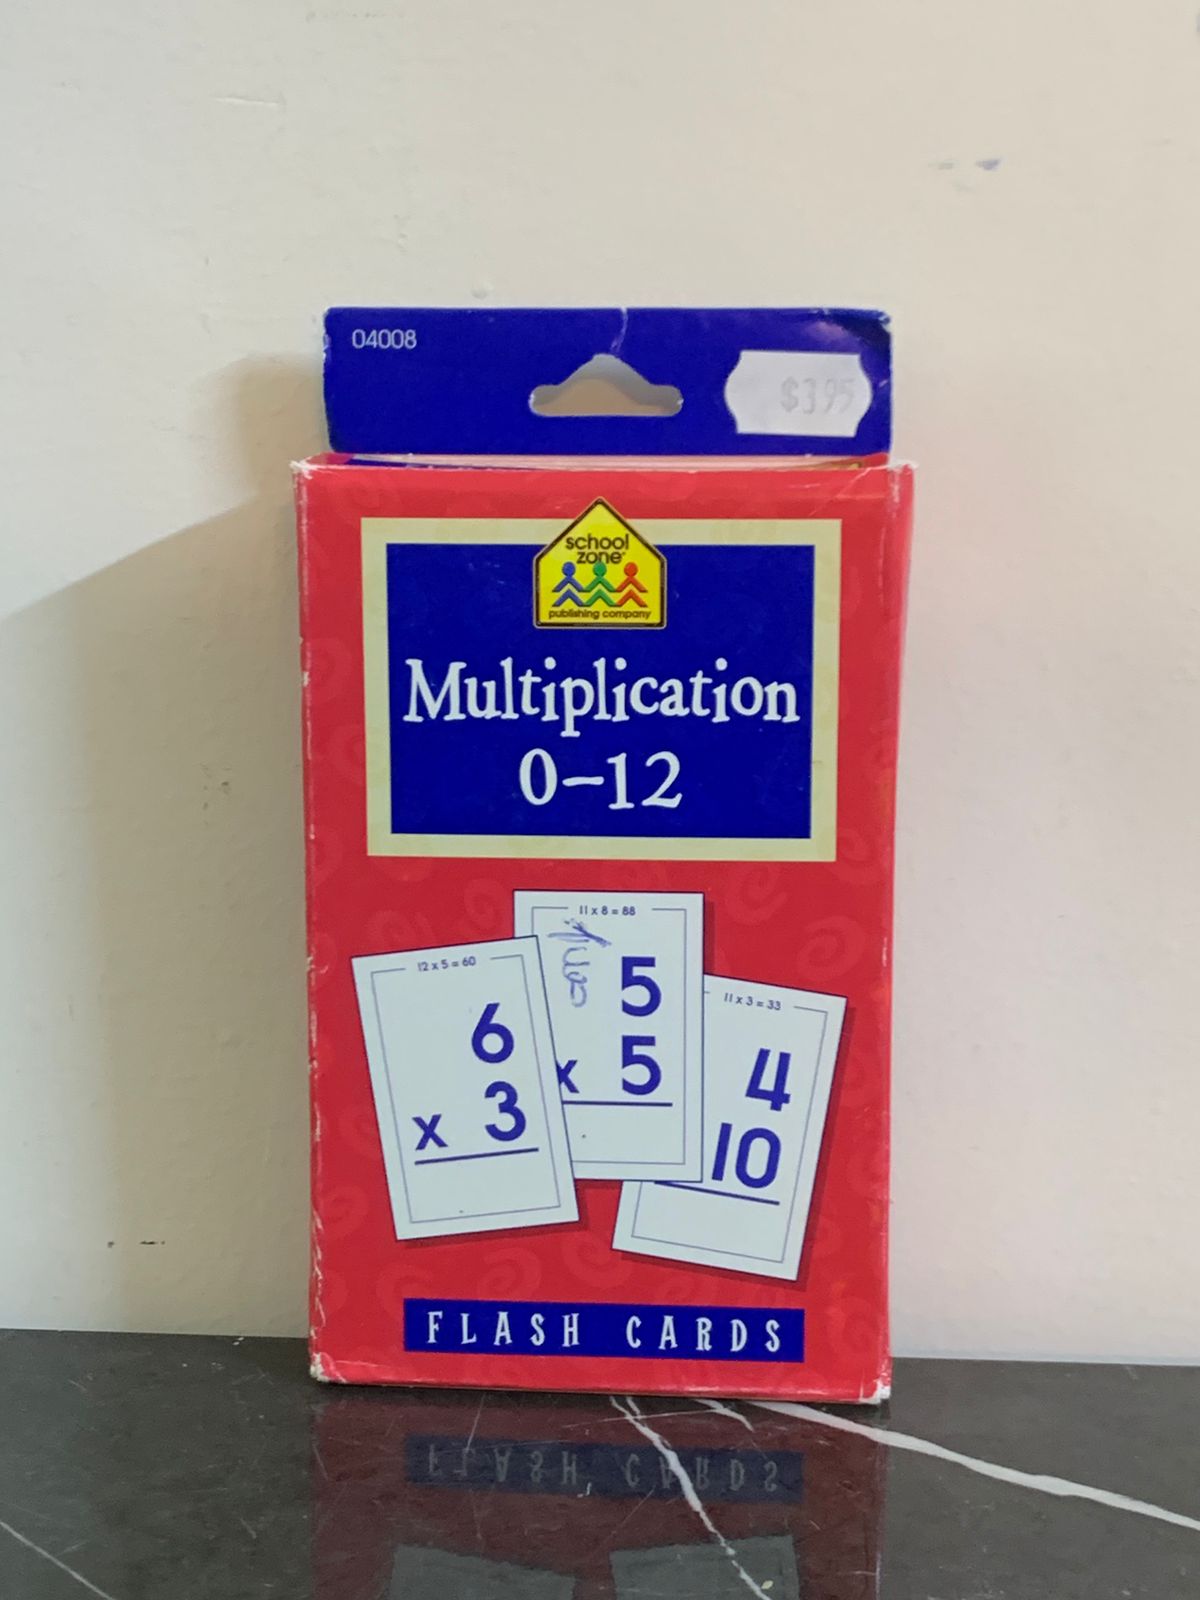 04008
$3.95
school
zone
publishing company
Multiplication
0-12
11 x 8 = 88
5
x 5
12 x 5 = 60
6
x 3
11 x 3 = 33
4
10
FLASH CARDS